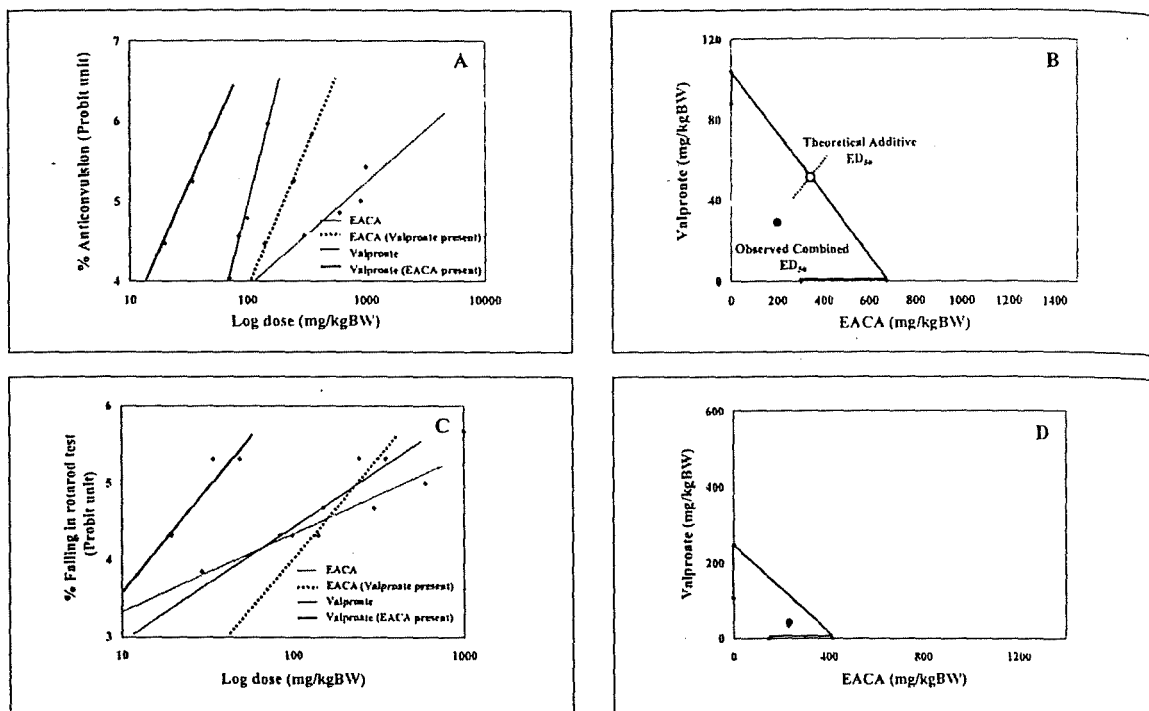 A
% Anticonvulsion (Probit unit)
7
6
5
4
10
100
1000
10000
Log dose (mg/kgBW)
EACA
EACA (Valproate present)
Valproate
Valproate (EACA present)
B
Valproate (mg/kgBW)
120
80
40
0
0
200
400
600
800
1000
1200
1400
EACA (mg/kgBW)
Theoretical Additive
ED50
Observed Combined
ED50
C
% Falling in rotarod test
(Probit unit)
6
5
4
3
10
100
1000
Log dose (mg/kgBW)
EACA
EACA (Valproate present)
Valproate
Valproate (EACA present)
D
Valproate (mg/kgBW)
600
400
200
0
0
400
800
1200
EACA (mg/kgBW)